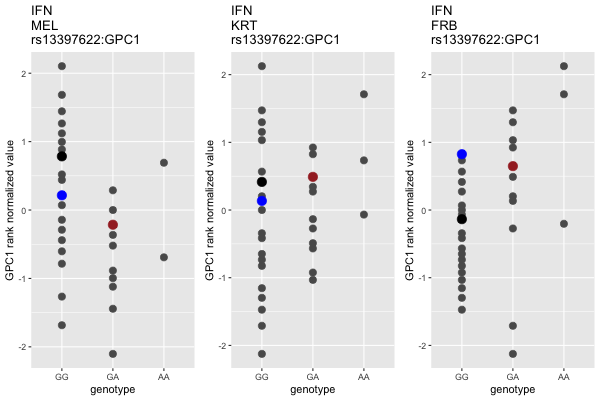 IFN
MEL
rs13397622:GPC1
GPC1 rank normalized value
2
1
0
-1
-2
GG
GA
AA
genotype
IFN
KRT
rs13397622:GPC1
GPC1 rank normalized value
2
1
0
-1
-2
GG
GA
AA
genotype
IFN
FRB
rs13397622:GPC1
GPC1 rank normalized value
2
1
0
-1
-2
GG
GA
AA
genotype